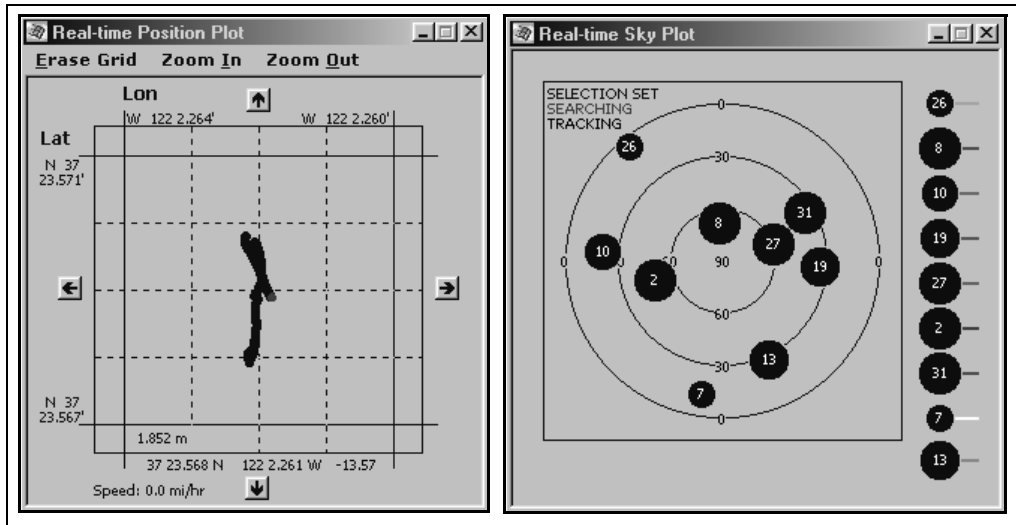 Real-time Position Plot
Erase Grid Zoom In Zoom Out
Lon
W 122 2.264' W 122 2.260'
Lat
N 37
23.571'
N 37
23.567'
1.852 m
37 23.568 N 122 2.261 W -13.57
Speed: 0.0 mi/hr
Real-time Sky Plot
SELECTION SET
SEARCHING
TRACKING
0
26
30
31
8
27
10
0 60 90 19 0
2
60
13
30
7
0
26
8
10
19
27
2
31
7
13